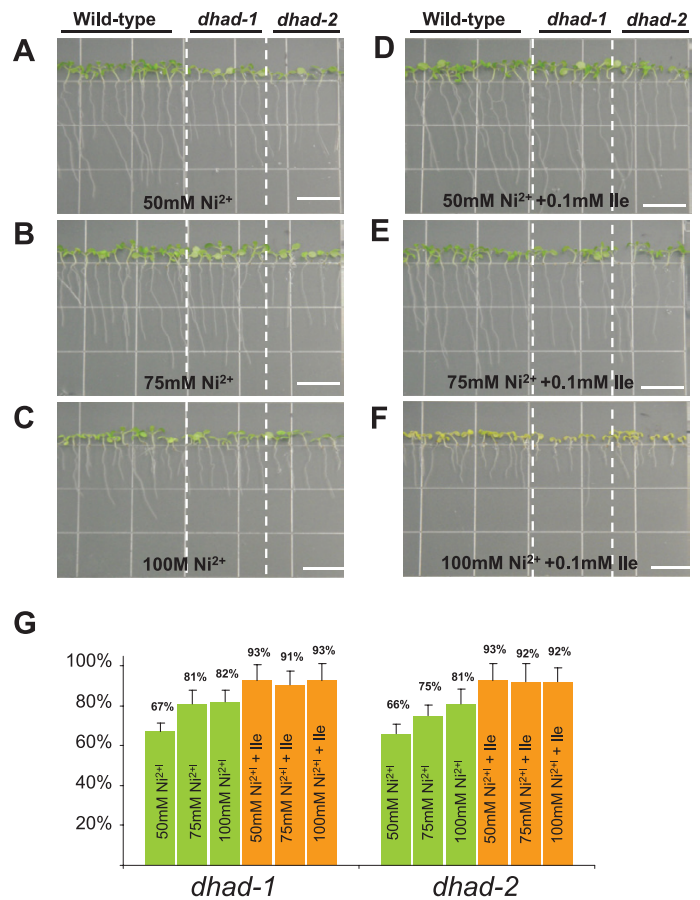 Wild-type dhad-1 dhad-2 Wild-type dhad-1 dhad-2
A
50mM Ni²⁺
D
50mM Ni²⁺ +0.1mM Ile
B
75mM Ni²⁺
E
75mM Ni²⁺ +0.1mM Ile
C
100M Ni²⁺
F
100mM Ni²⁺ +0.1mM Ile
G
100%
80%
60%
40%
20%
67% 81% 82% 93% 91% 93%
66% 75% 81% 93% 92% 92%
50mM Ni²⁺l
75mM Ni²⁺l
100mM Ni²⁺l
50mM Ni²⁺l + Ile
75mM Ni²⁺l + Ile
100mM Ni²⁺l + Ile
50mM Ni²⁺l
75mM Ni²⁺l
100mM Ni²⁺l
50mM Ni²⁺l + Ile
75mM Ni²⁺l + Ile
100mM Ni²⁺l + Ile
dhad-1 dhad-2